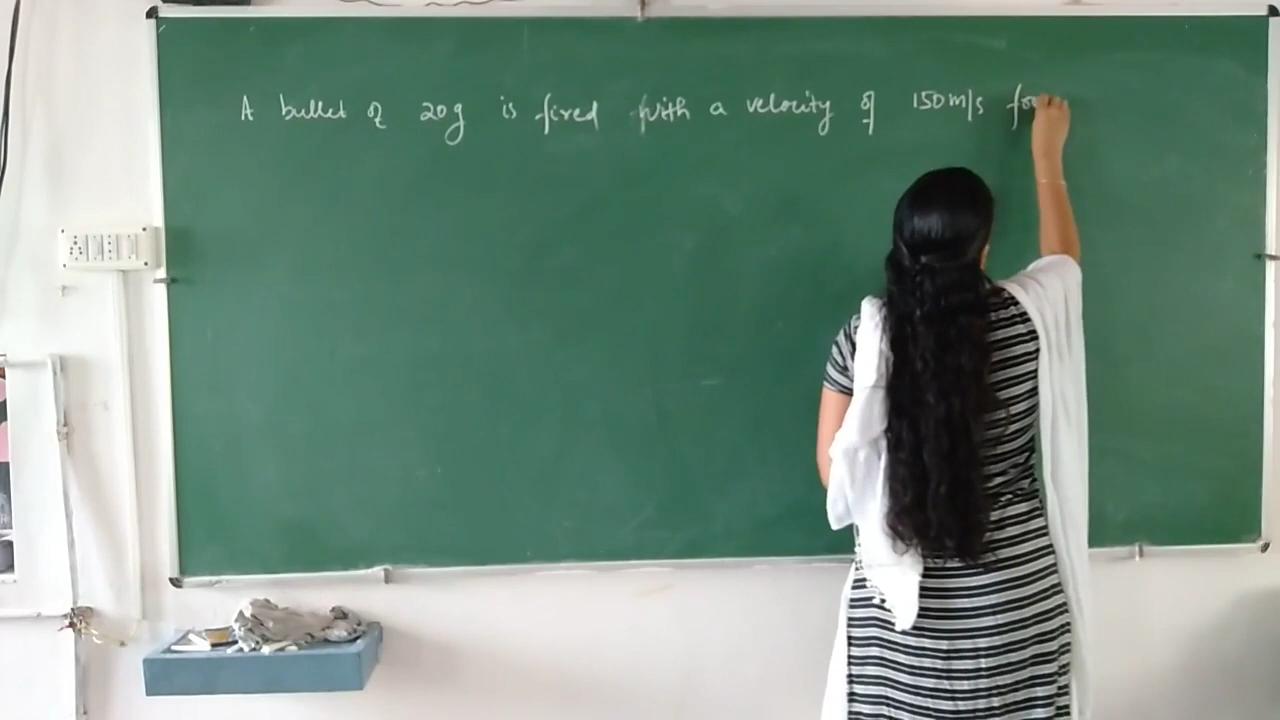 A bullet of 20g is fired with a velocity of 150m/s